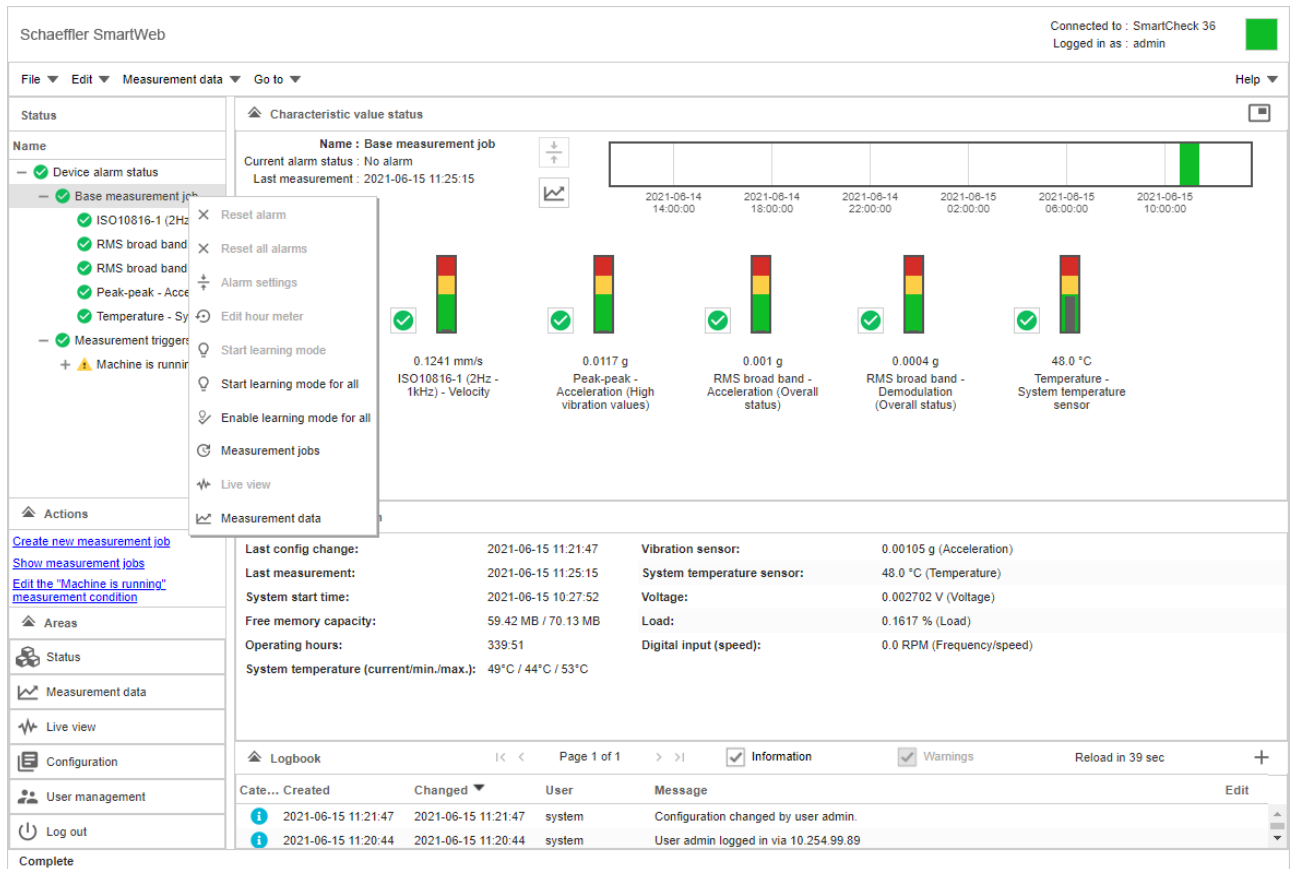 Schaeffler SmartWeb
Connected to : SmartCheck 36
Logged in as : admin
File Edit Measurement data Go to Help
Status
Name
Device alarm status
Base measurement job
ISO10816-1 (2Hz
RMS broad band
RMS broad band
Peak-peak - Acce
Temperature - Sy
Measurement triggers
Machine is runnin
Reset alarm
Reset all alarms
Alarm settings
Edit hour meter
Start learning mode
Start learning mode for all
Enable learning mode for all
Measurement jobs
Live view
Measurement data
Characteristic value status
Name : Base measurement job
Current alarm status : No alarm
Last measurement : 2021-06-15 11:25:15
2021-06-14 2021-06-14 2021-06-14 2021-06-15 2021-06-15 2021-06-15
14:00:00 18:00:00 22:00:00 02:00:00 06:00:00 10:00:00
0.1241 mm/s
ISO10816-1 (2Hz -
1kHz) - Velocity
0.0117 g
Peak-peak -
Acceleration (High
vibration values)
0.001 g
RMS broad band -
Acceleration (Overall
status)
0.0004 g
RMS broad band -
Demodulation
(Overall status)
48.0 °C
Temperature -
System temperature
sensor
Actions
Create new measurement job
Show measurement jobs
Edit the "Machine is running"
measurement condition
Areas
Status
Measurement data
Live view
Configuration
User management
Log out
Last config change: 2021-06-15 11:21:47 Vibration sensor: 0.00105 g (Acceleration)
Last measurement: 2021-06-15 11:25:15 System temperature sensor: 48.0 °C (Temperature)
System start time: 2021-06-15 10:27:52 Voltage: 0.002702 V (Voltage)
Free memory capacity: 59.42 MB / 70.13 MB Load: 0.1617 % (Load)
Operating hours: 339:51 Digital input (speed): 0.0 RPM (Frequency/speed)
System temperature (current/min./max.): 49°C / 44°C / 53°C
Logbook Page 1 of 1 Information Warnings Reload in 39 sec
Cate... Created Changed User Message Edit
2021-06-15 11:21:47 2021-06-15 11:21:47 system Configuration changed by user admin.
2021-06-15 11:20:44 2021-06-15 11:20:44 system User admin logged in via 10.254.99.89
Complete